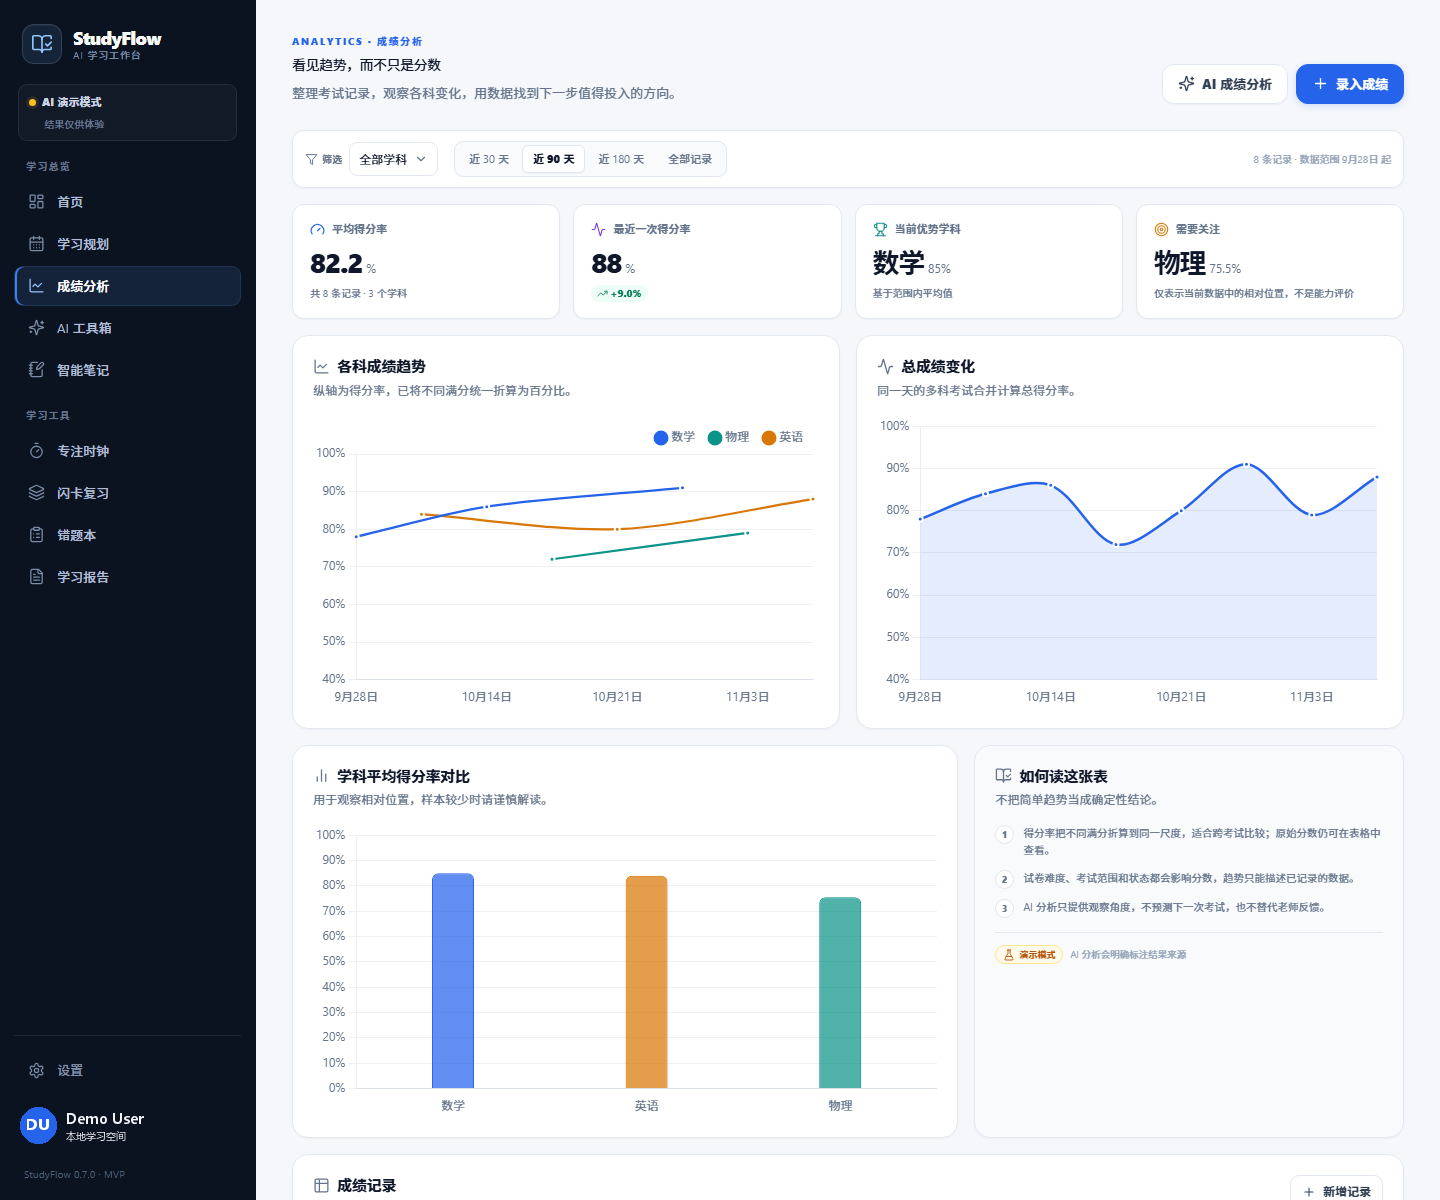 StudyFlow
AI 学习工作台
AI 演示模式
结果仅供体验
学习总览
首页
学习规划
成绩分析
AI 工具箱
智能笔记
学习工具
专注时钟
闪卡复习
错题本
学习报告
设置
DU
Demo User
本地学习空间
StudyFlow 0.7.0 · MVP
ANALYTICS · 成绩分析
看见趋势，而不只是分数
整理考试记录，观察各科变化，用数据找到下一步值得投入的方向。
AI 成绩分析
录入成绩
筛选 全部学科 近 30 天 近 90 天 近 180 天 全部记录
8 条记录 · 数据范围 9月28日 起
平均得分率
82.2 %
共 8 条记录 · 3 个学科
最近一次得分率
88 %
+9.0%
当前优势学科
数学 85%
基于范围内平均值
需要关注
物理 75.5%
仅表示当前数据中的相对位置，不是能力评价
各科成绩趋势
纵轴为得分率，已将不同满分统一折算为百分比。
数学 物理 英语
100%
90%
80%
70%
60%
50%
40%
9月28日 10月14日 10月21日 11月3日
总成绩变化
同一天的多科考试合并计算总得分率。
100%
90%
80%
70%
60%
50%
40%
9月28日 10月14日 10月21日 11月3日
学科平均得分率对比
用于观察相对位置，样本较少时请谨慎解读。
100%
90%
80%
70%
60%
50%
40%
30%
20%
10%
0%
数学 英语 物理
如何读这张表
不把简单趋势当成确定性结论。
1 得分率把不同满分折算到同一尺度，适合跨考试比较；原始分数仍可在表格中
查看。
2 试卷难度、考试范围和状态都会影响分数，趋势只能描述已记录的数据。
3 AI 分析只提供观察角度，不预测下一次考试，也不替代老师反馈。
演示模式 AI 分析会明确标注结果来源
成绩记录
新增记录